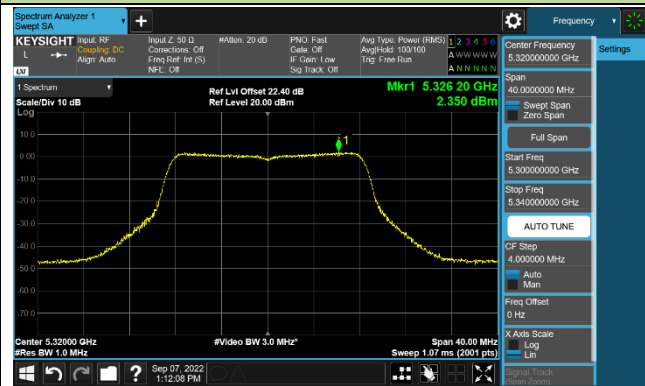 Spectrum Analyzer 1
Swept SA
Frequency
KEYSIGHT
L
LXI
Input: RF
Coupling: DC
Align: Auto
Input Z: 50 Ω
Corrections: Off
Freq Ref: Int (S)
NFE: Off
#Atten: 20 dB
PNO: Fast
Gate: Off
IF Gain: Low
Sig Track: Off
Avg Type: Power (RMS)
Avg|Hold: 100/100
Trig: Free Run
1 2 3 4 5 6
A W W W W W
A N N N N N
1 Spectrum
Scale/Div 10 dB
Log
Ref Lvl Offset 22.40 dB
Ref Level 20.00 dBm
Mkr1 5.326 20 GHz
2.350 dBm
10.0
0.00
-10.0
-20.0
-30.0
-40.0
-50.0
-60.0
-70.0
1
Center 5.32000 GHz
#Res BW 1.0 MHz
#Video BW 3.0 MHz*
Span 40.00 MHz
Sweep 1.07 ms (2001 pts)
Sep 07, 2022
1:12:08 PM
Center Frequency
5.320000000 GHz
Settings
Span
40.0000000 MHz
Swept Span
Zero Span
Full Span
Start Freq
5.300000000 GHz
Stop Freq
5.340000000 GHz
AUTO TUNE
CF Step
4.000000 MHz
Auto
Man
Freq Offset
0 Hz
X Axis Scale
Log
Lin
Signal Track
(Span Zoom)